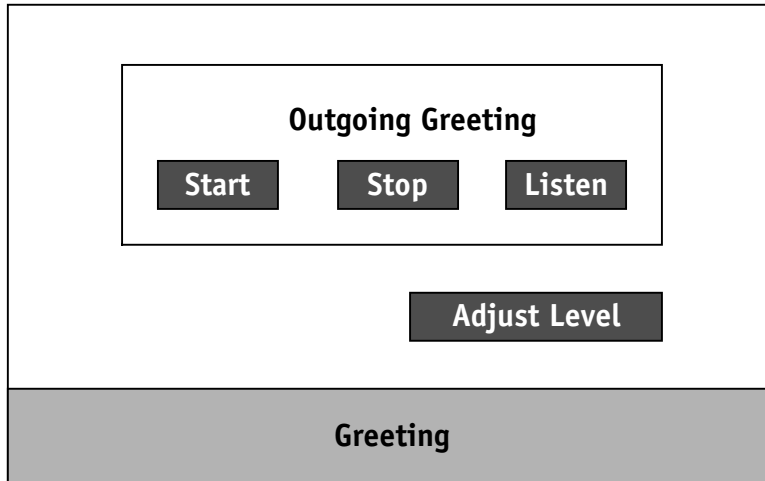 Outgoing Greeting
Start Stop Listen
Adjust Level
Greeting